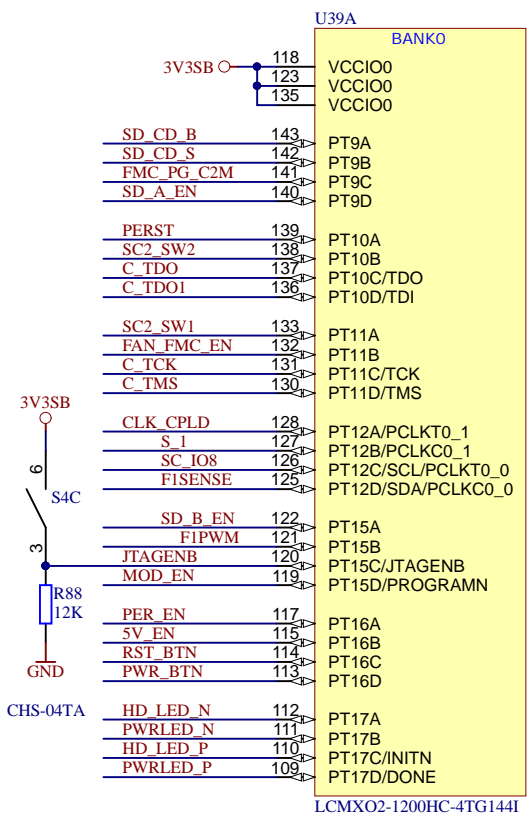 U39A
BANK0
3V3SB
118 VCCIO0
123 VCCIO0
135 VCCIO0
SD_CD_B 143 PT9A
SD_CD_S 142 PT9B
FMC_PG_C2M 141 PT9C
SD_A_EN 140 PT9D
PERST 139 PT10A
SC2_SW2 138 PT10B
C_TDO 137 PT10C/TDO
C_TDO1 136 PT10D/TDI
SC2_SW1 133 PT11A
FAN_FMC_EN 132 PT11B
C_TCK 131 PT11C/TCK
C_TMS 130 PT11D/TMS
3V3SB
CLK_CPLD 128 PT12A/PCLKT0_1
S_1 127 PT12B/PCLKC0_1
SC_IO8 126 PT12C/SCL/PCLKT0_0
F1SENSE 125 PT12D/SDA/PCLKC0_0
6
S4C
3
SD_B_EN 122 PT15A
F1PWM 121 PT15B
JTAGENB 120 PT15C/JTAGENB
MOD_EN 119 PT15D/PROGRAMN
R88
12K
GND
PER_EN 117 PT16A
5V_EN 115 PT16B
RST_BTN 114 PT16C
PWR_BTN 113 PT16D
CHS-04TA
HD_LED_N 112 PT17A
PWRLED_N 111 PT17B
HD_LED_P 110 PT17C/INITN
PWRLED_P 109 PT17D/DONE
LCMXO2-1200HC-4TG144I